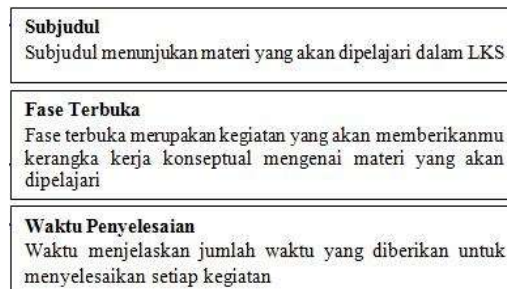 Subjudul
Subjudul menunjukan materi yang akan dipelajari dalam LKS
Fase Terbuka
Fase terbuka merupakan kegiatan yang akan memberikanmu
kerangka kerja konseptual mengenai materi yang akan
dipelajari
Waktu Penyelesaian
Waktu menjelaskan jumlah waktu yang diberikan untuk
menyelesaikan setiap kegiatan